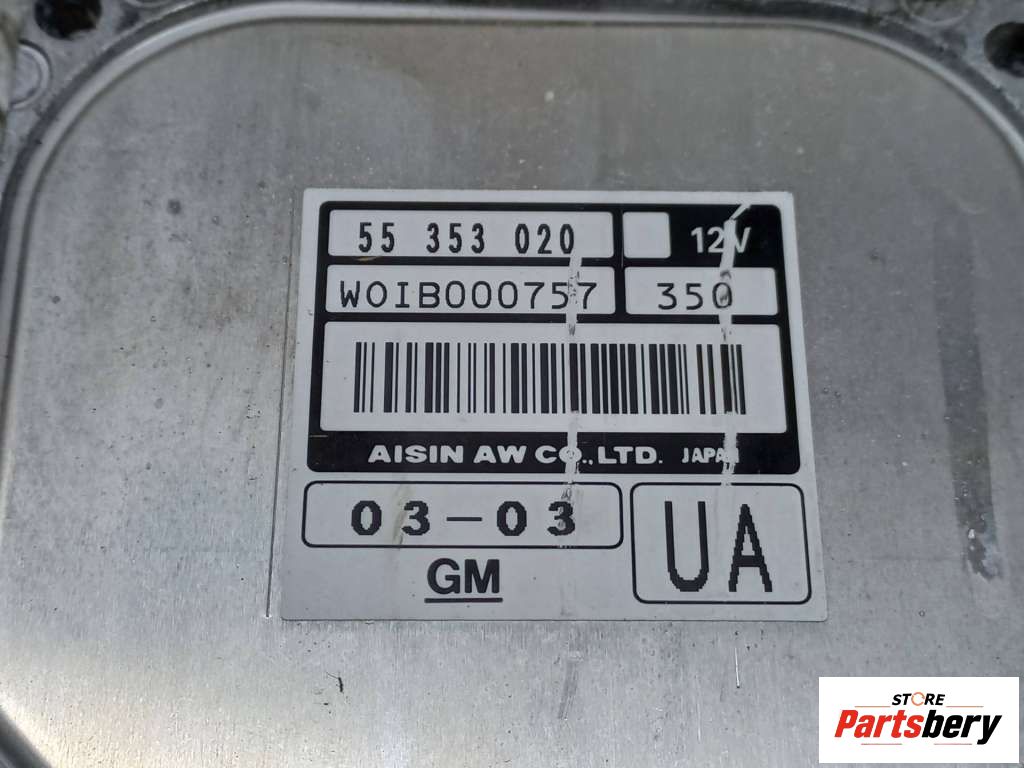 55 353 020
12V
W0IB000757
350
AISIN AW CO.,LTD. JAPAN
03-03
UA
GM
STORE
Partsbery